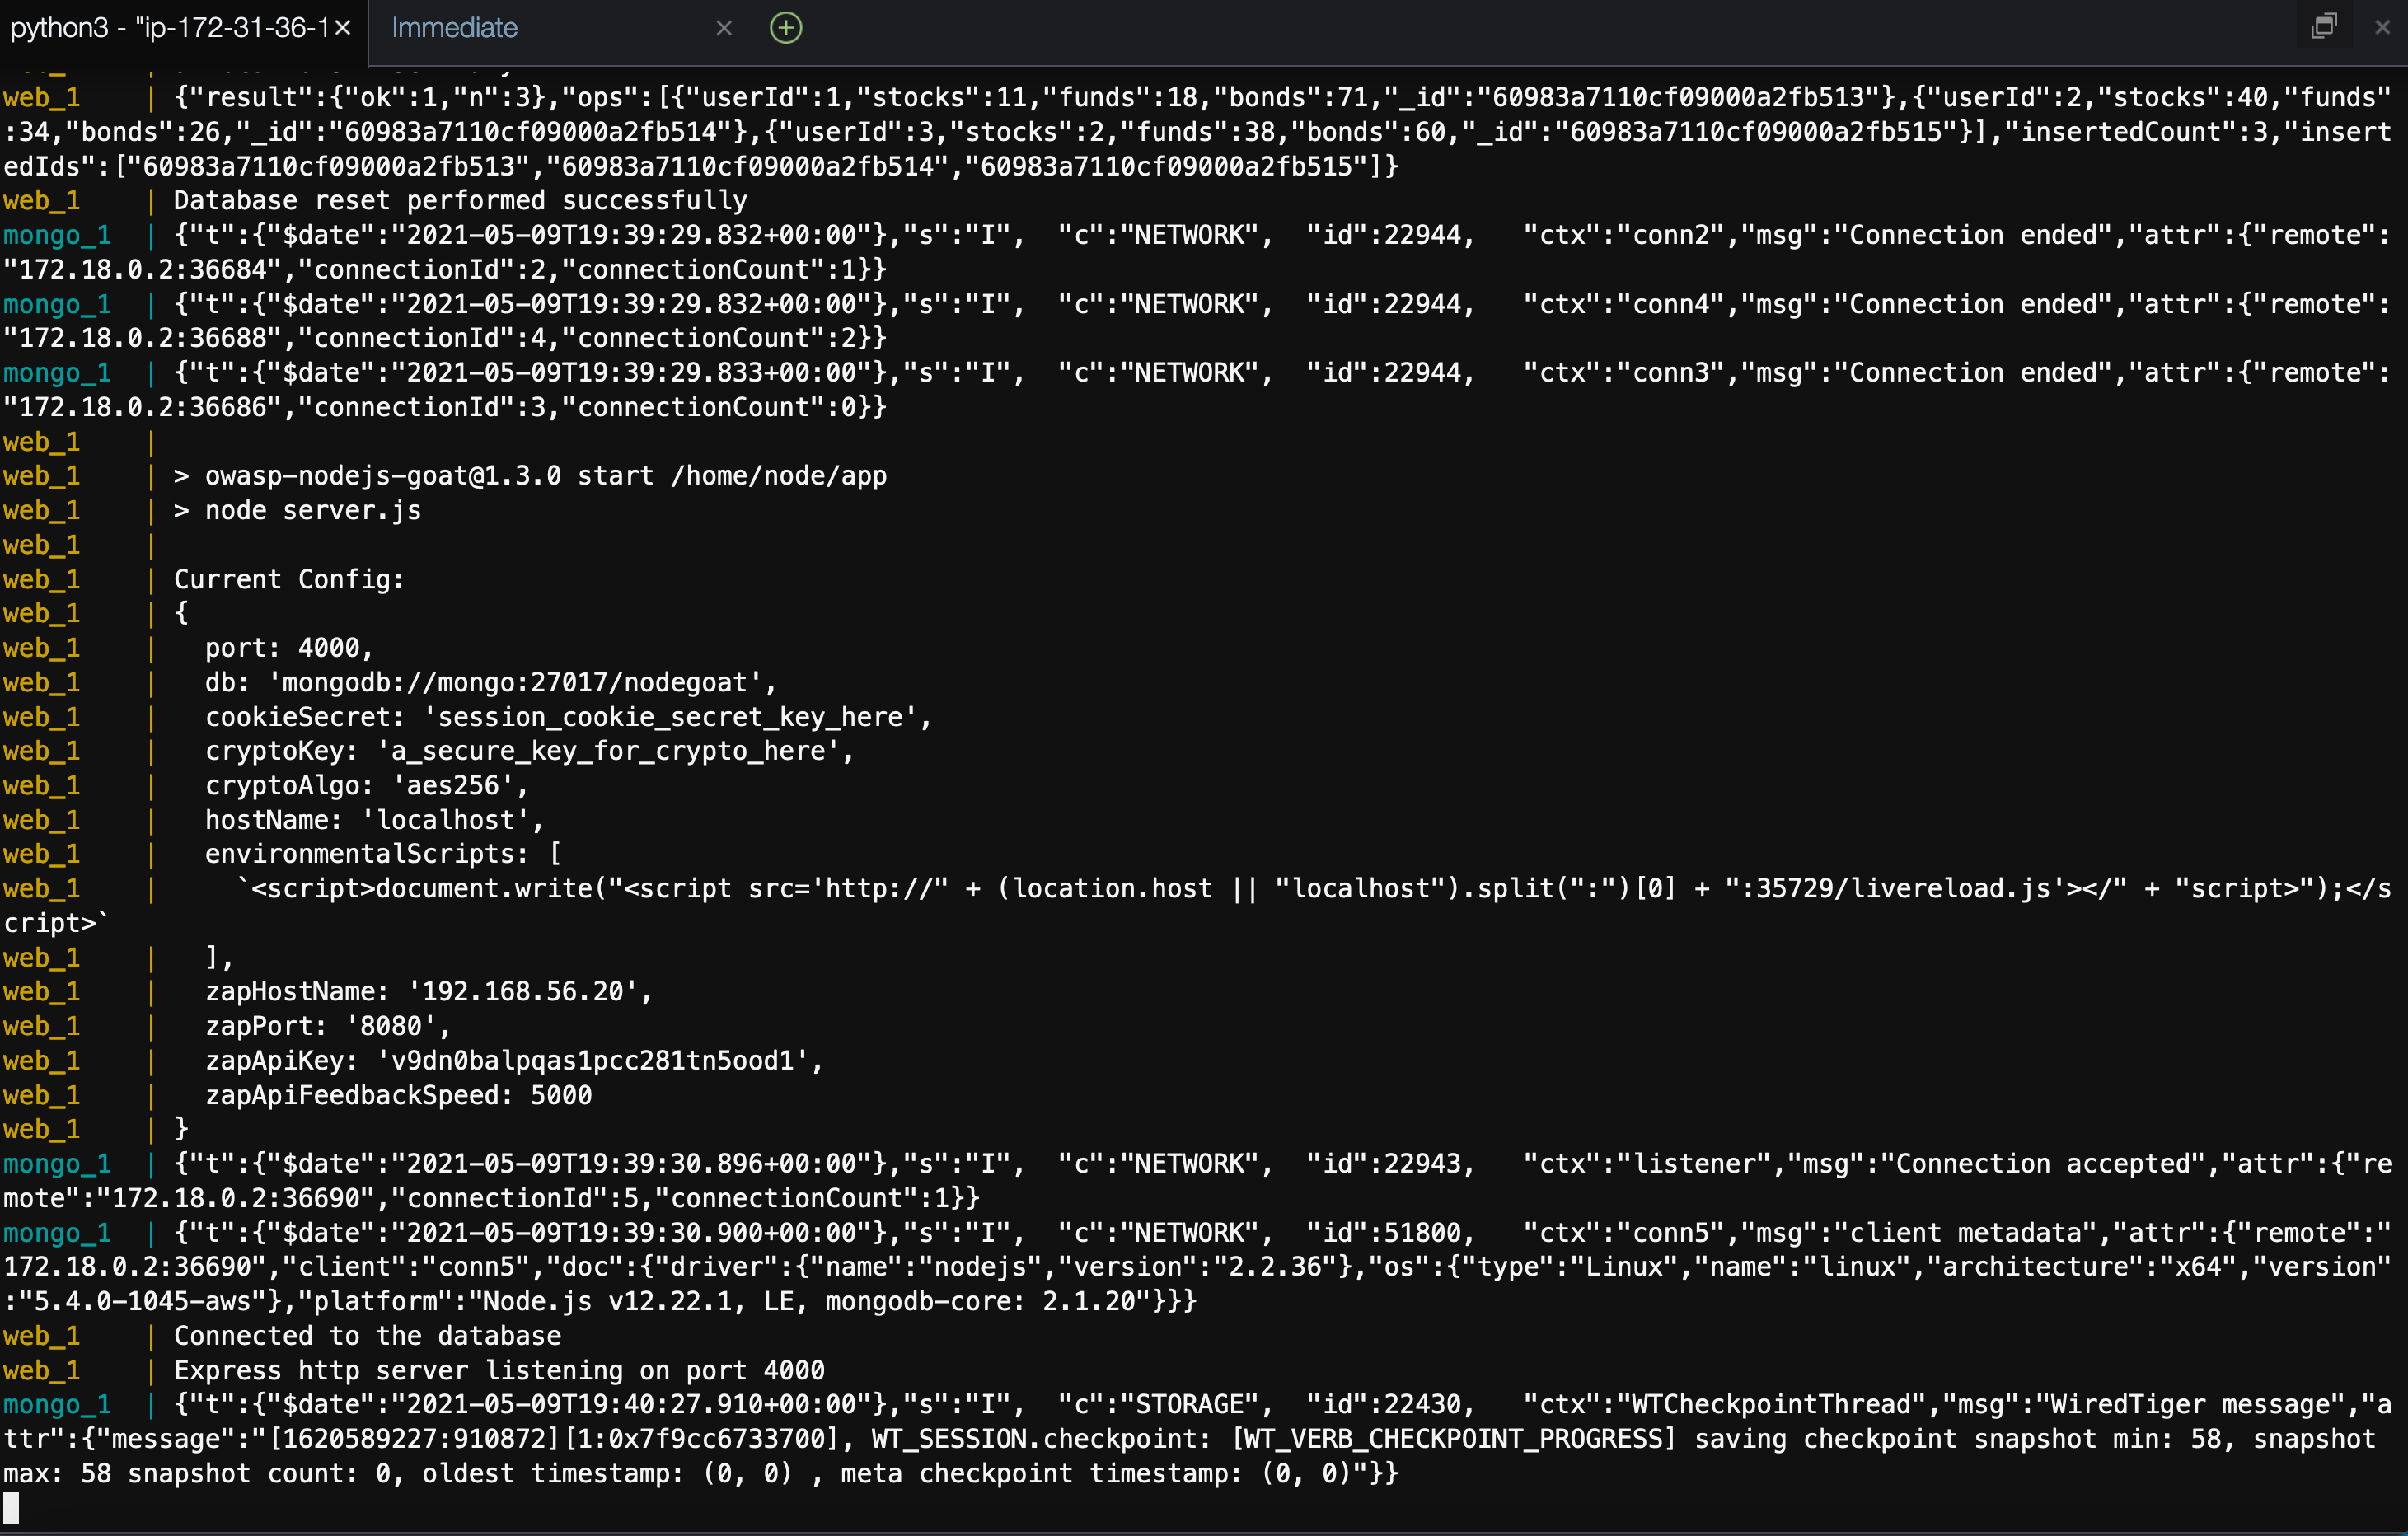 python3 - "ip-172-31-36-1
Immediate
web_1     | {"result":{"ok":1,"n":3},"ops":[{"userId":1,"stocks":11,"funds":18,"bonds":71,"_id":"60983a7110cf09000a2fb513"},{"userId":2,"stocks":40,"funds"
:34,"bonds":26,"_id":"60983a7110cf09000a2fb514"},{"userId":3,"stocks":2,"funds":38,"bonds":60,"_id":"60983a7110cf09000a2fb515"}],"insertedCount":3,"insert
edIds":["60983a7110cf09000a2fb513","60983a7110cf09000a2fb514","60983a7110cf09000a2fb515"]}
web_1     | Database reset performed successfully
mongo_1   | {"t":{"$date":"2021-05-09T19:39:29.832+00:00"},"s":"I",  "c":"NETWORK",  "id":22944,   "ctx":"conn2","msg":"Connection ended","attr":{"remote":
"172.18.0.2:36684","connectionId":2,"connectionCount":1}}
mongo_1   | {"t":{"$date":"2021-05-09T19:39:29.832+00:00"},"s":"I",  "c":"NETWORK",  "id":22944,   "ctx":"conn4","msg":"Connection ended","attr":{"remote":
"172.18.0.2:36688","connectionId":4,"connectionCount":2}}
mongo_1   | {"t":{"$date":"2021-05-09T19:39:29.833+00:00"},"s":"I",  "c":"NETWORK",  "id":22944,   "ctx":"conn3","msg":"Connection ended","attr":{"remote":
"172.18.0.2:36686","connectionId":3,"connectionCount":0}}
web_1     |
web_1     | > owasp-nodejs-goat@1.3.0 start /home/node/app
web_1     | > node server.js
web_1     |
web_1     | Current Config:
web_1     | {
web_1     |   port: 4000,
web_1     |   db: 'mongodb://mongo:27017/nodegoat',
web_1     |   cookieSecret: 'session_cookie_secret_key_here',
web_1     |   cryptoKey: 'a_secure_key_for_crypto_here',
web_1     |   cryptoAlgo: 'aes256',
web_1     |   hostName: 'localhost',
web_1     |   environmentalScripts: [
web_1     |     `<script>document.write("<script src='http://" + (location.host || "localhost").split(":")[0] + ":35729/livereload.js'></" + "script>");</s
cript>`
web_1     |   ],
web_1     |   zapHostName: '192.168.56.20',
web_1     |   zapPort: '8080',
web_1     |   zapApiKey: 'v9dn0balpqas1pcc281tn5ood1',
web_1     |   zapApiFeedbackSpeed: 5000
web_1     | }
mongo_1   | {"t":{"$date":"2021-05-09T19:39:30.896+00:00"},"s":"I",  "c":"NETWORK",  "id":22943,   "ctx":"listener","msg":"Connection accepted","attr":{"re
mote":"172.18.0.2:36690","connectionId":5,"connectionCount":1}}
mongo_1   | {"t":{"$date":"2021-05-09T19:39:30.900+00:00"},"s":"I",  "c":"NETWORK",  "id":51800,   "ctx":"conn5","msg":"client metadata","attr":{"remote":"
172.18.0.2:36690","client":"conn5","doc":{"driver":{"name":"nodejs","version":"2.2.36"},"os":{"type":"Linux","name":"linux","architecture":"x64","version"
:"5.4.0-1045-aws"},"platform":"Node.js v12.22.1, LE, mongodb-core: 2.1.20"}}}
web_1     | Connected to the database
web_1     | Express http server listening on port 4000
mongo_1   | {"t":{"$date":"2021-05-09T19:40:27.910+00:00"},"s":"I",  "c":"STORAGE",  "id":22430,   "ctx":"WTCheckpointThread","msg":"WiredTiger message","a
ttr":{"message":"[1620589227:910872][1:0x7f9cc6733700], WT_SESSION.checkpoint: [WT_VERB_CHECKPOINT_PROGRESS] saving checkpoint snapshot min: 58, snapshot
max: 58 snapshot count: 0, oldest timestamp: (0, 0) , meta checkpoint timestamp: (0, 0)"}}